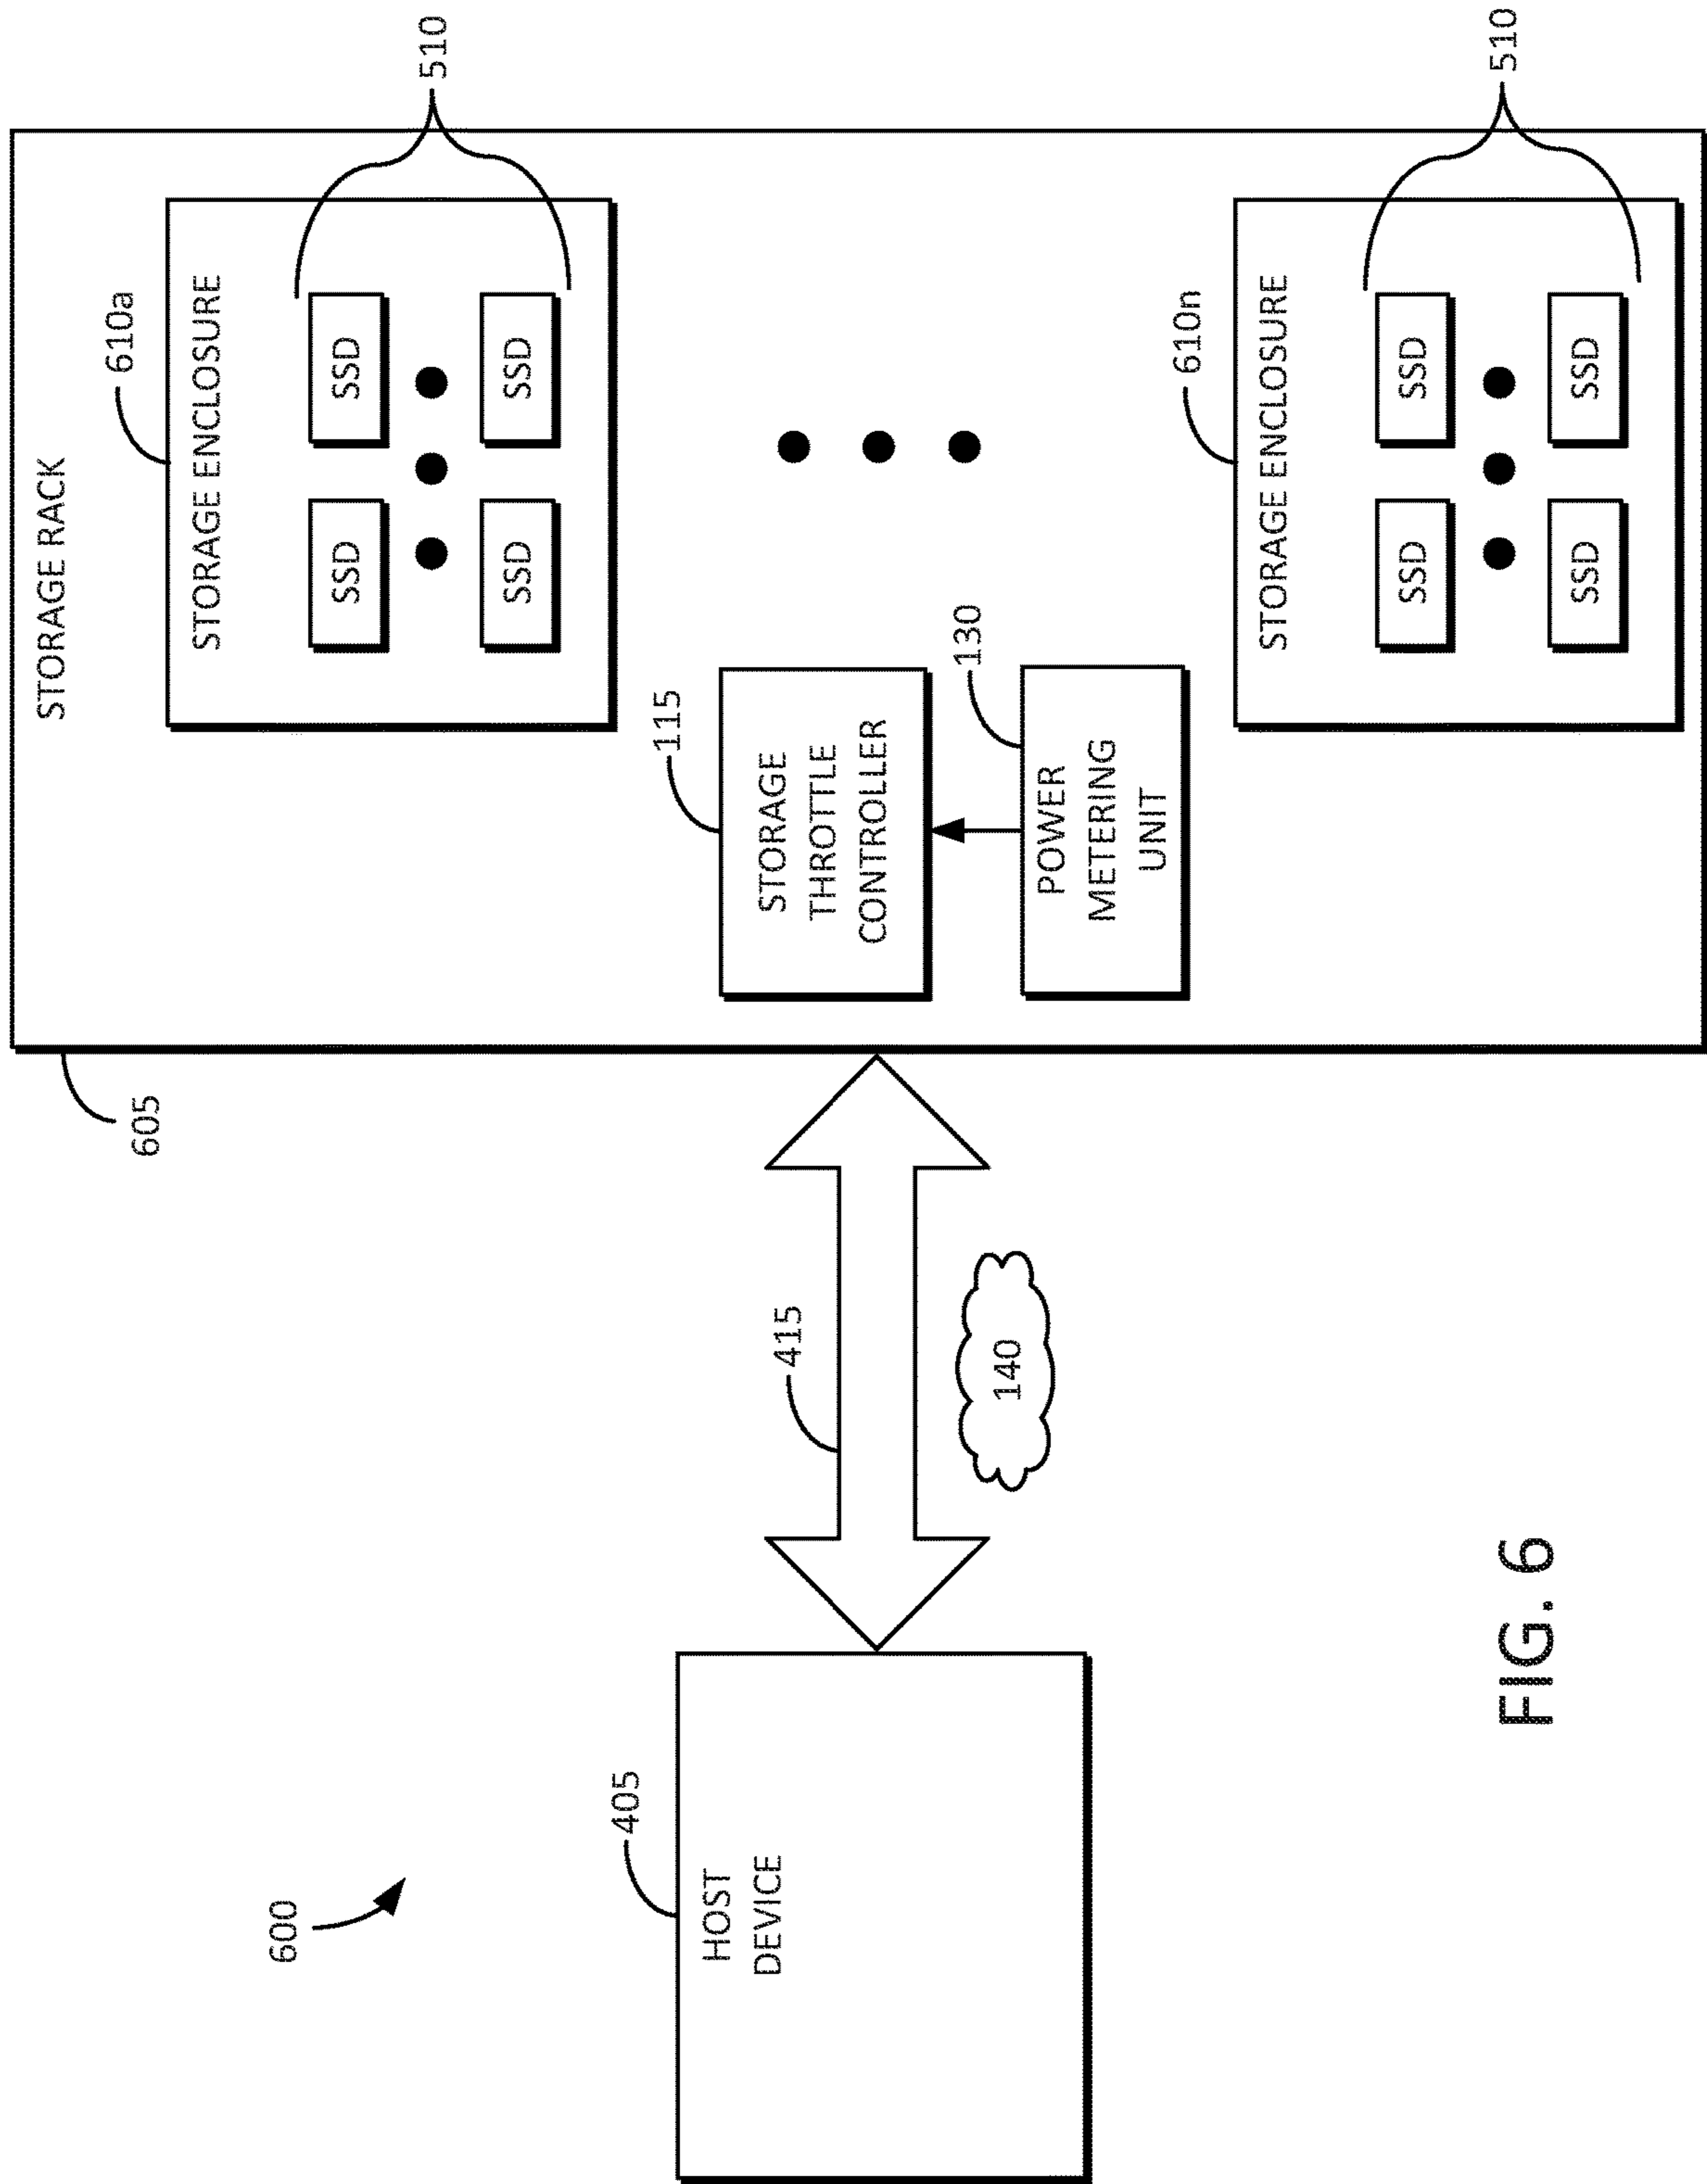 600
HOST
DEVICE
405
415
140
605
STORAGE RACK
STORAGE ENCLOSURE
610a
SSD
SSD
SSD
SSD
510
STORAGE
THROTTLE
CONTROLLER
115
POWER
METERING
UNIT
130
STORAGE ENCLOSURE
610n
SSD
SSD
SSD
SSD
510
FIG. 6